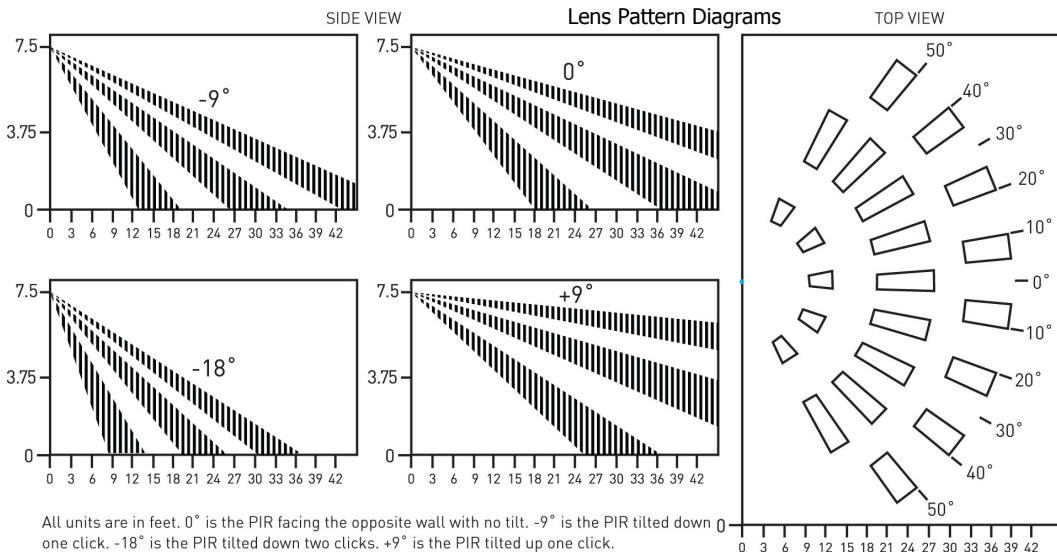 SIDE VIEW
Lens Pattern Diagrams
TOP VIEW
7.5
3.75
0
-9°
0 3 6 9 12 15 18 21 24 27 30 33 36 39 42
7.5
3.75
0
0°
0 3 6 9 12 15 18 21 24 27 30 33 36 39 42
7.5
3.75
0
-18°
0 3 6 9 12 15 18 21 24 27 30 33 36 39 42
7.5
3.75
0
+9°
0 3 6 9 12 15 18 21 24 27 30 33 36 39 42
50°
40°
30°
20°
10°
0°
10°
20°
30°
40°
50°
0
0 3 6 9 12 15 18 21 24 27 30 33 36 39 42
All units are in feet. 0° is the PIR facing the opposite wall with no tilt. -9° is the PIR tilted down
one click. -18° is the PIR tilted down two clicks. +9° is the PIR tilted up one click.